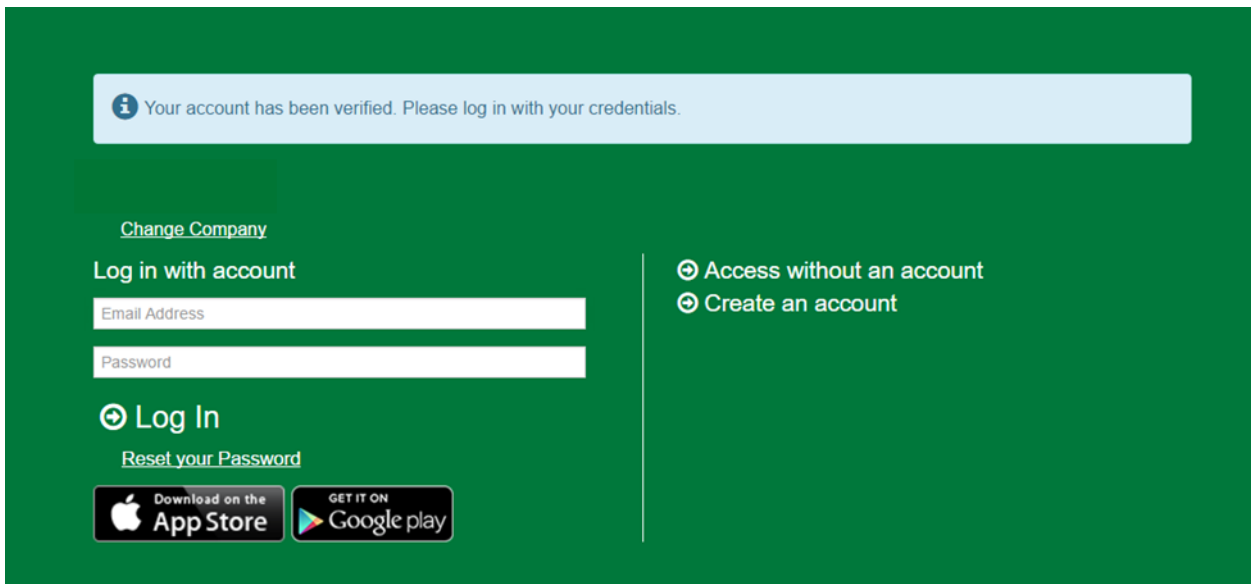 Your account has been verified. Please log in with your credentials.
Change Company
Log in with account
Email Address
Password
Log In
Reset your Password
Download on the
App Store
GET IT ON
Google play
Access without an account
Create an account